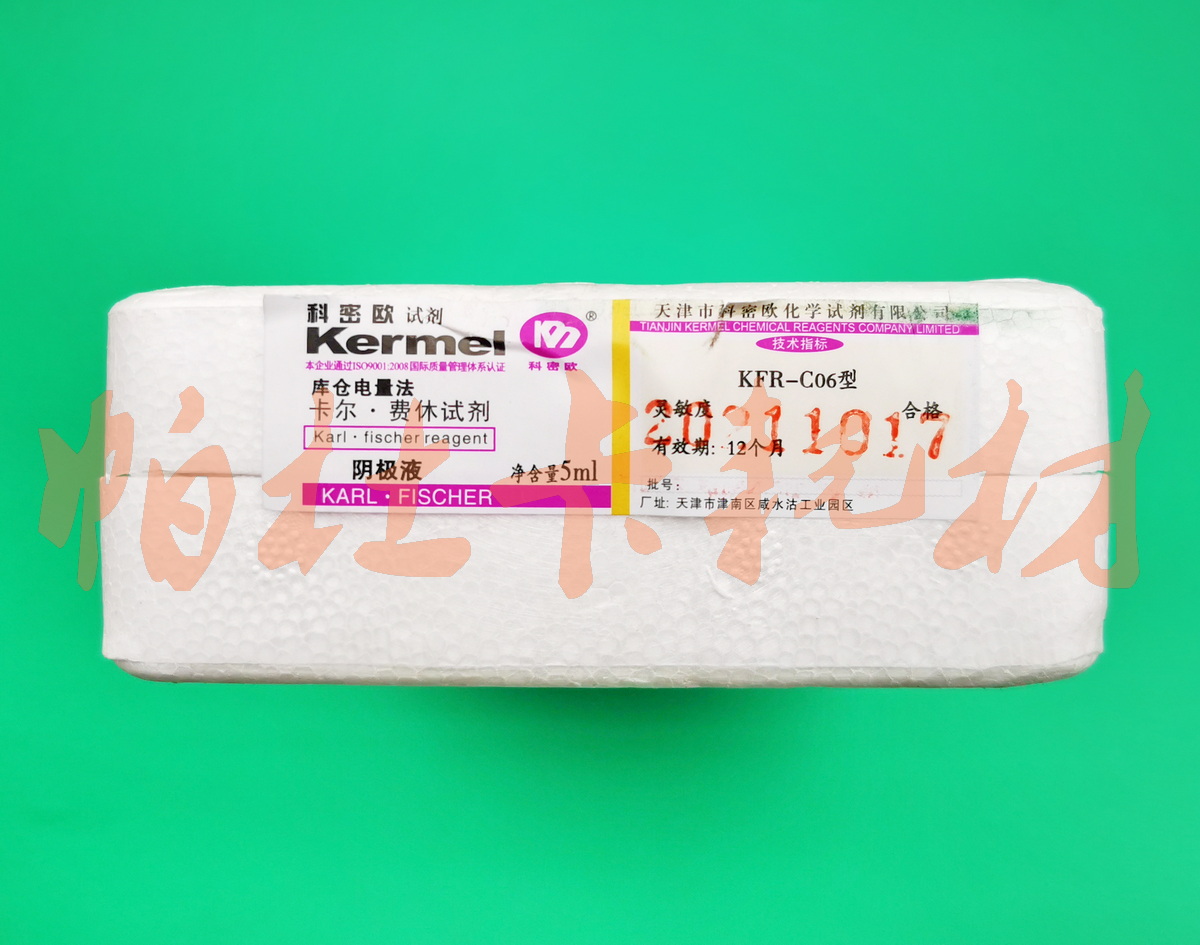 科密欧 试剂
Kermel
本企业通过ISO9001:2008国际质量管理体系认证
KM ®
科密欧
库仑电量法
卡尔·费休试剂
Karl·fischer reagent
阴极液
净含量5ml
KARL·FISCHER
天津市科密欧化学试剂有限公司
TIANJIN KERMEL CHEMICAL REAGENTS COMPANY LIMITED
技术指标
KFR-C06型
灵敏度 合格
20211017
有效期: 12个月
批号:
厂址: 天津市津南区咸水沽工业园区
帕杜卡耗材